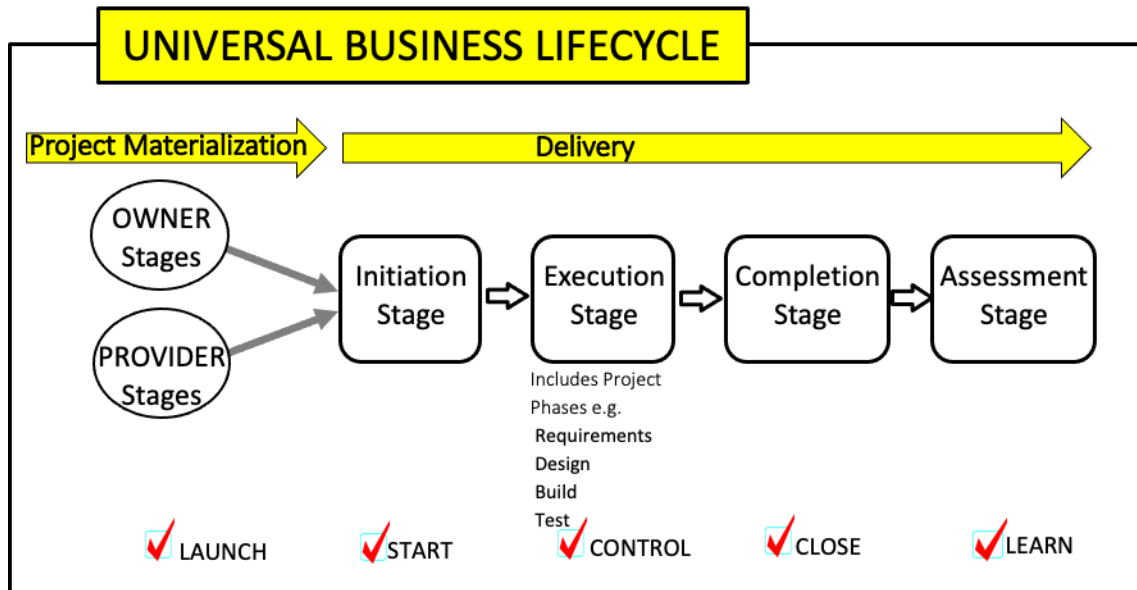 UNIVERSAL BUSINESS LIFECYCLE
Project Materialization
Delivery
OWNER
Stages
PROVIDER
Stages
Initiation
Stage
Execution
Stage
Completion
Stage
Assessment
Stage
Includes Project
Phases e.g.
Requirements
Design
Build
Test
LAUNCH
START
CONTROL
CLOSE
LEARN